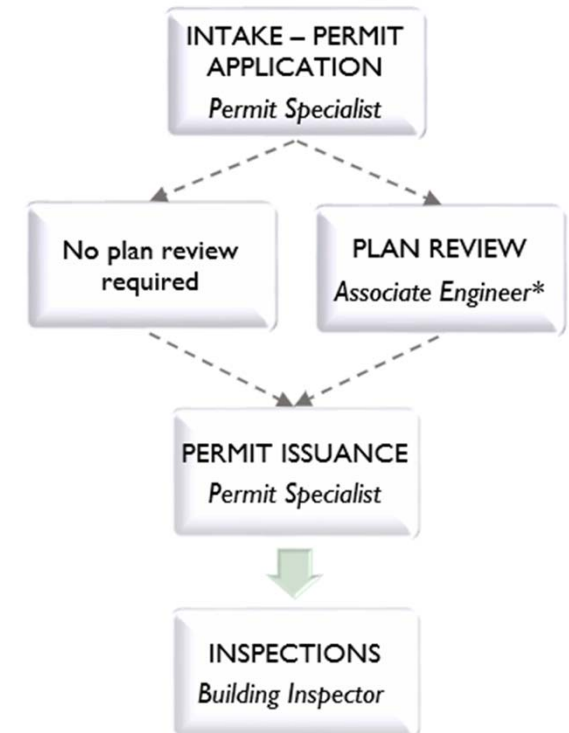 INTAKE – PERMIT
APPLICATION
Permit Specialist
No plan review
required
PLAN REVIEW
Associate Engineer*
PERMIT ISSUANCE
Permit Specialist
INSPECTIONS
Building Inspector